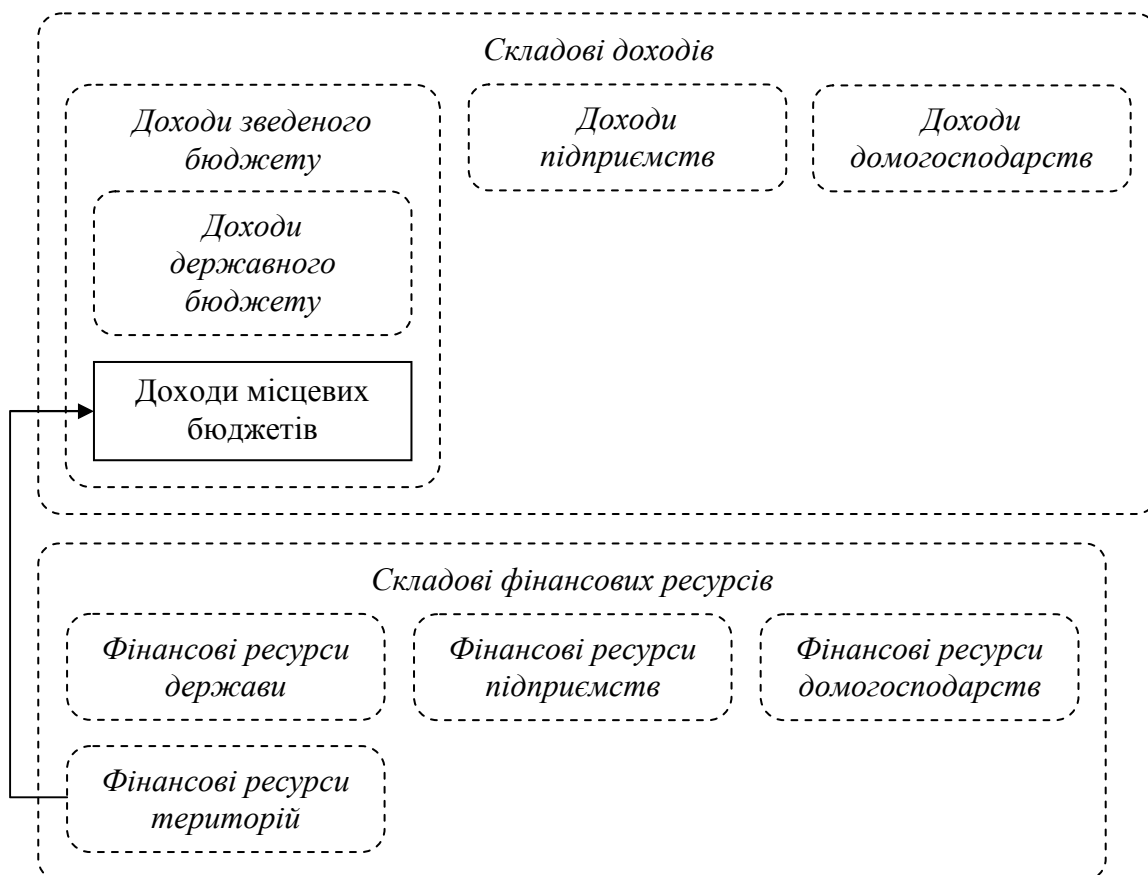 Складові доходів
Доходи зведеного
бюджету
Доходи
державного
бюджету
Доходи місцевих
бюджетів
Доходи
підприємств
Доходи
домогосподарств
Складові фінансових ресурсів
Фінансові ресурси
держави
Фінансові ресурси
підприємств
Фінансові ресурси
домогосподарств
Фінансові ресурси
територій